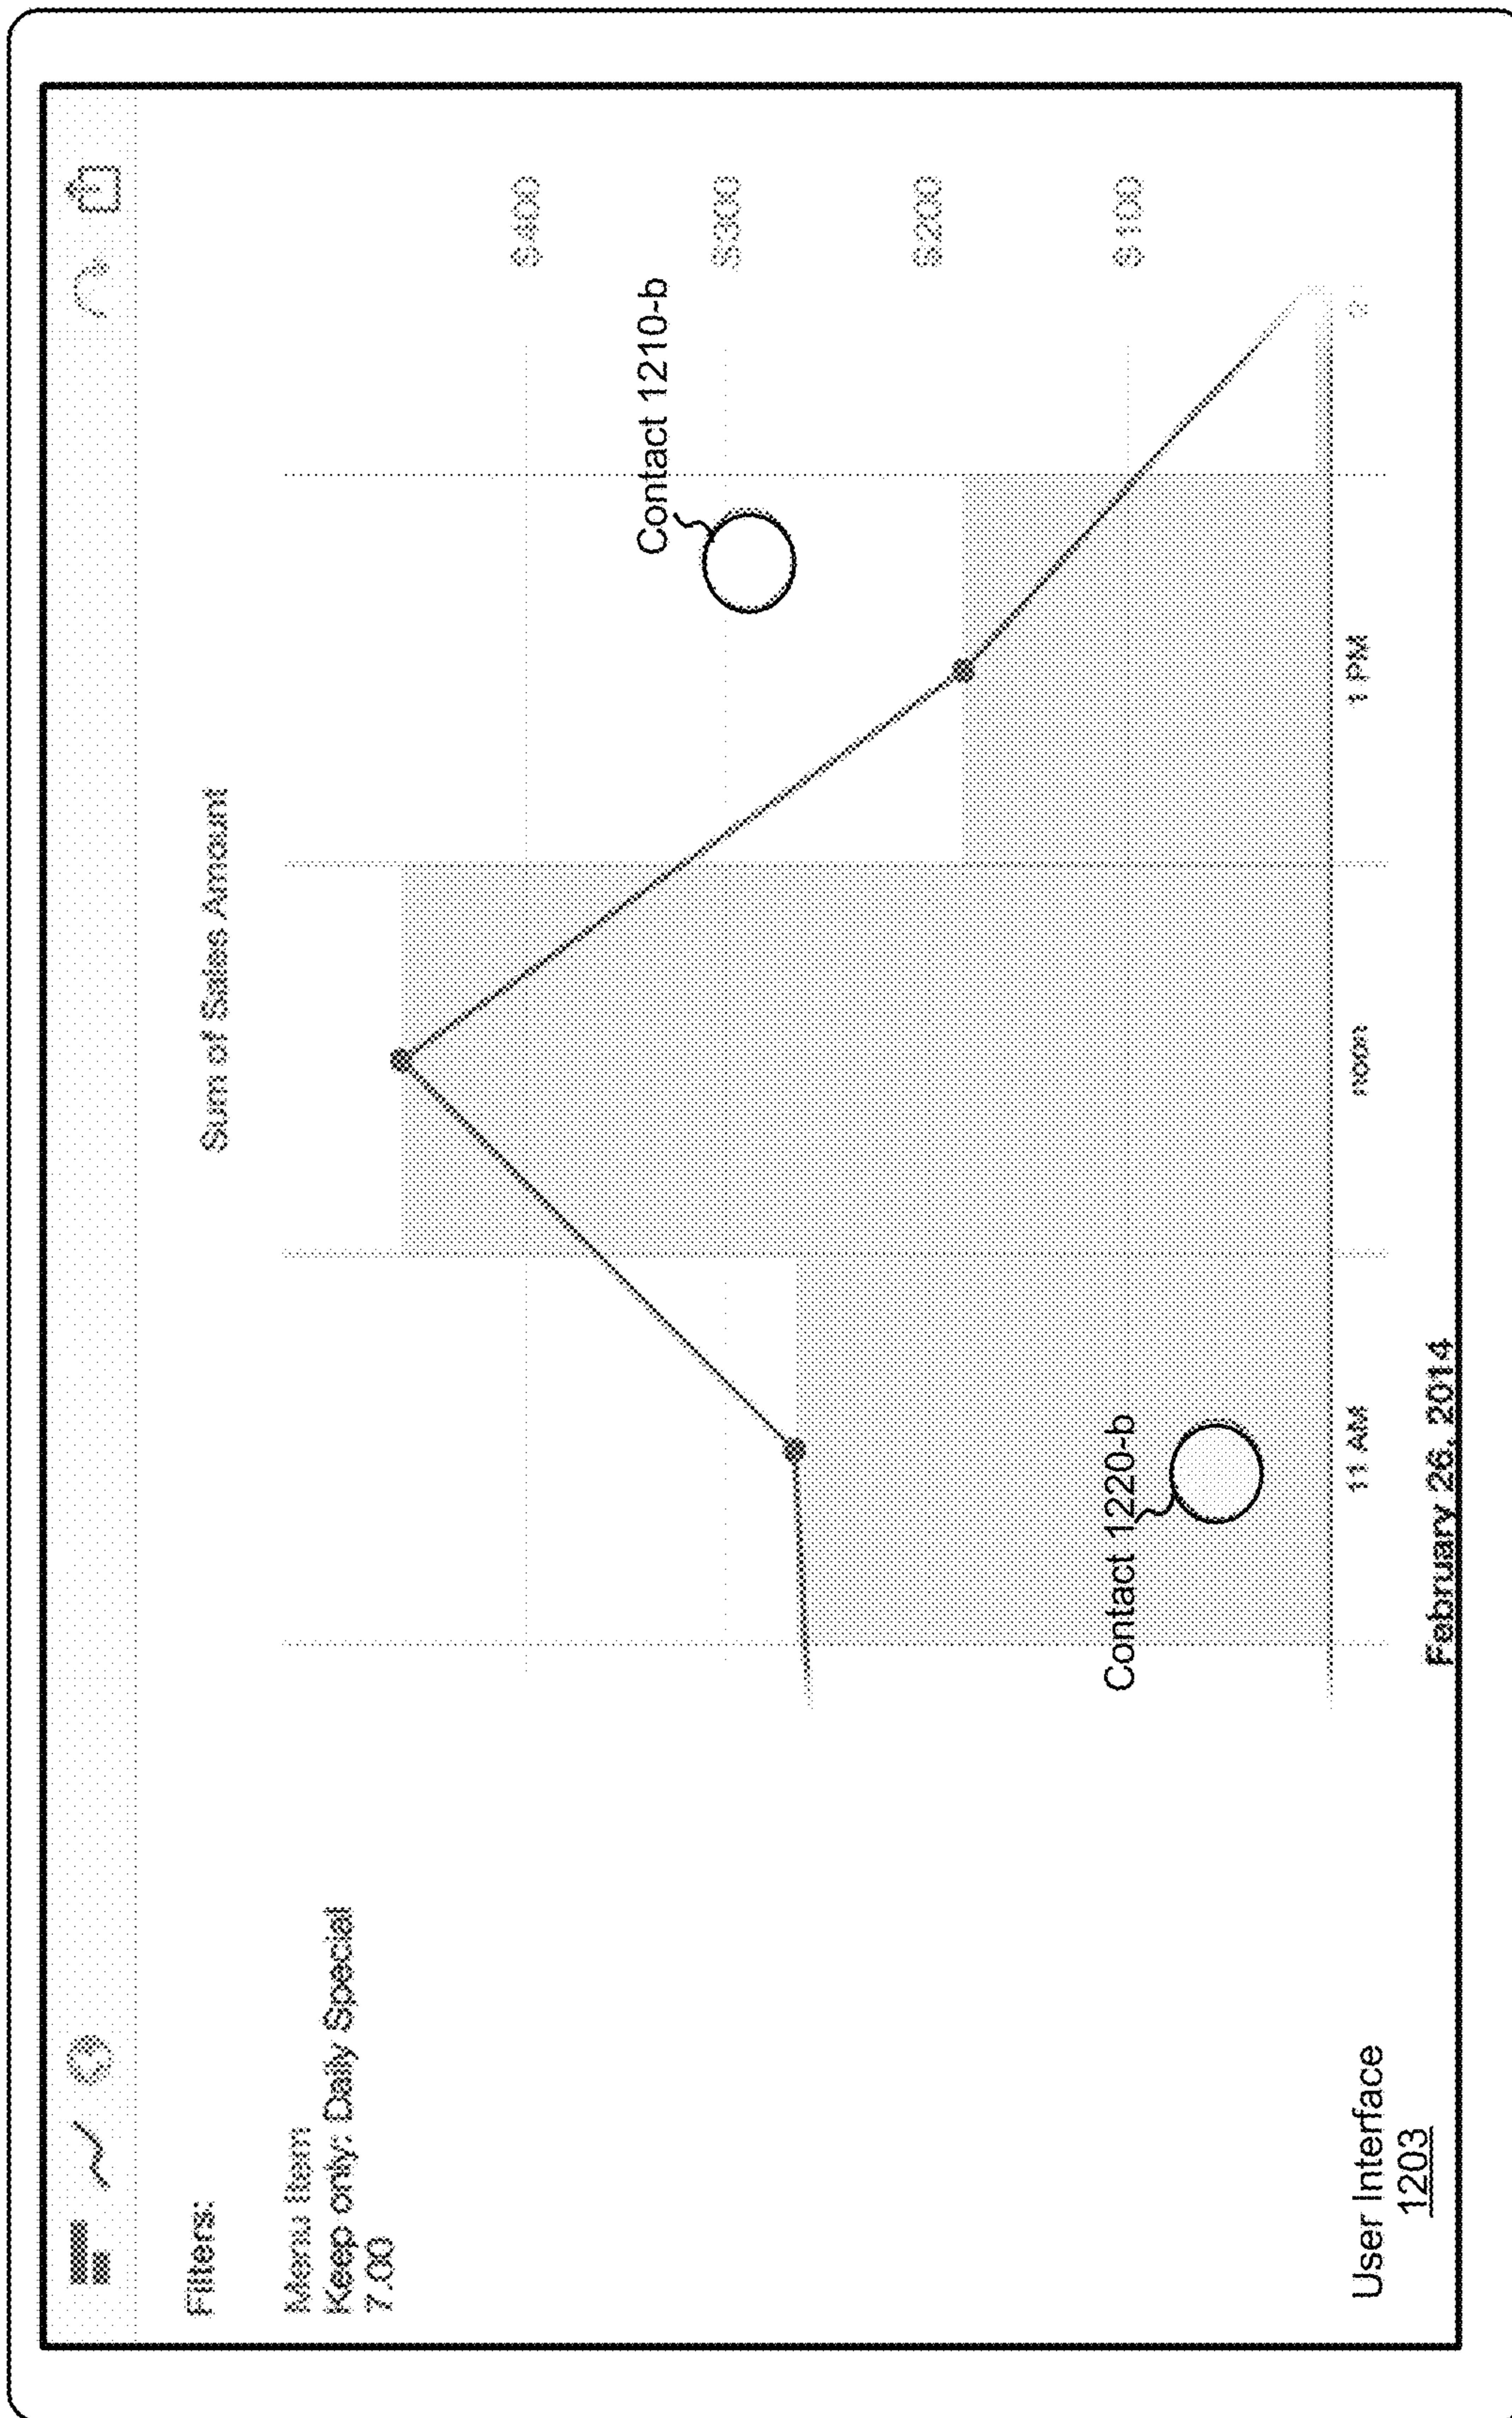 Filters:
Menu Item
Keep only: Daily Special
7.00
Sum of Sales Amount
$400
$300
$200
$100
Contact 1210-b
Contact 1220-b
11 AM
noon
1 PM
February 26, 2014
User Interface
1203